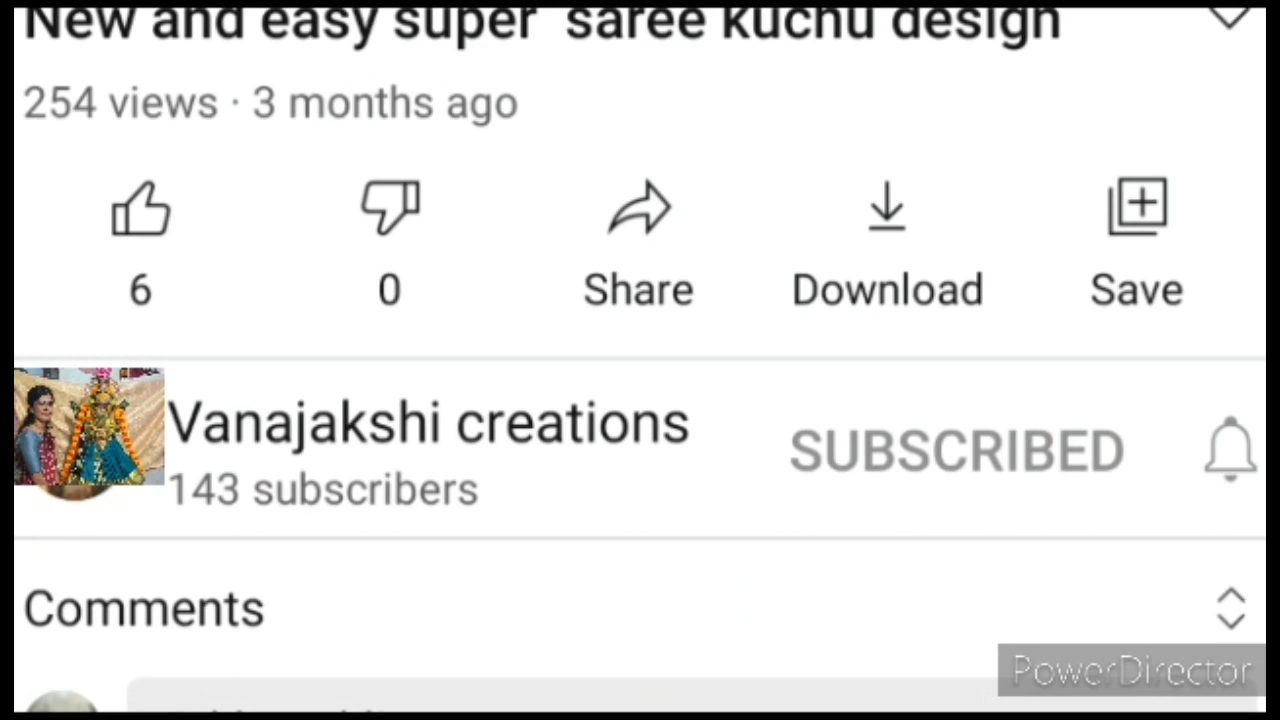 New and easy super saree kuchu design
254 views · 3 months ago
6
0
Share
Download
Save
Vanajakshi creations
143 subscribers
SUBSCRIBED
Comments
PowerDirector